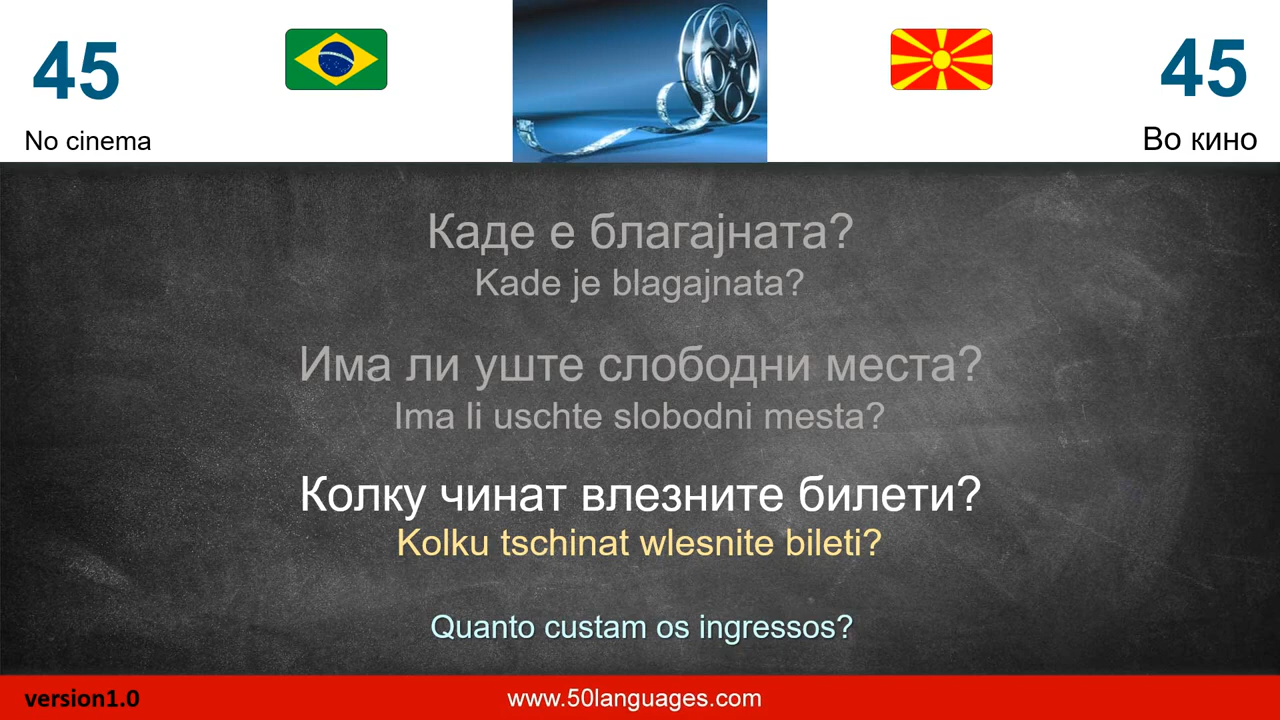 45
45
No cinema
Во кино
Каде е благајната?
Kade je blagajnata?
Има ли уште слободни места?
Ima li uschte slobodni mesta?
Колку чинат влезните билети?
Kolku tschinat wlesnite bileti?
Quanto custam os ingressos?
version1.0
www.50languages.com